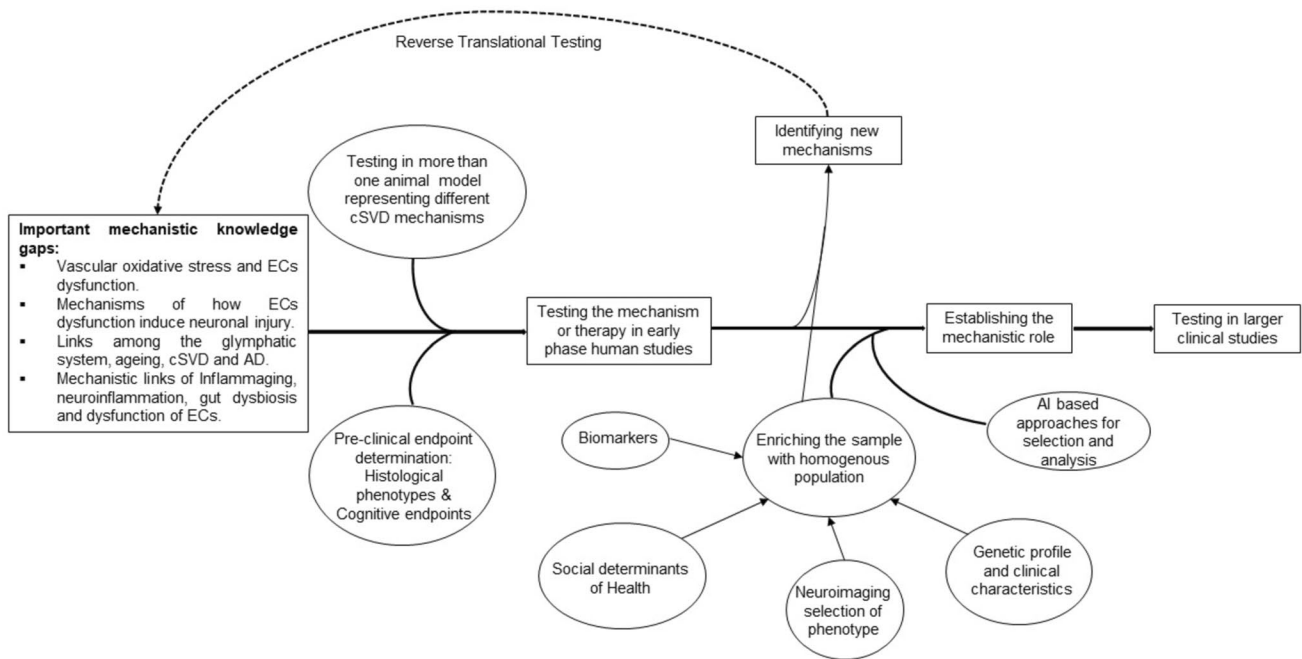 Reverse Translational Testing
Identifying new
mechanisms
Testing in more than
one animal model
representing different
cSVD mechanisms
Important mechanistic knowledge
gaps:
▪ Vascular oxidative stress and ECs
dysfunction.
▪ Mechanisms of how ECs
dysfunction induce neuronal injury.
▪ Links among the glymphatic
system, ageing, cSVD and AD.
▪ Mechanistic links of Inflammaging,
neuroinflammation, gut dysbiosis
and dysfunction of ECs.
Testing the mechanism
or therapy in early
phase human studies
Establishing the
mechanistic role
Testing in larger
clinical studies
Pre-clinical endpoint
determination:
Histological
phenotypes &
Cognitive endpoints
Biomarkers
Enriching the sample
with homogenous
population
AI based
approaches for
selection and
analysis
Social determinants
of Health
Neuroimaging
selection of
phenotype
Genetic profile
and clinical
characteristics